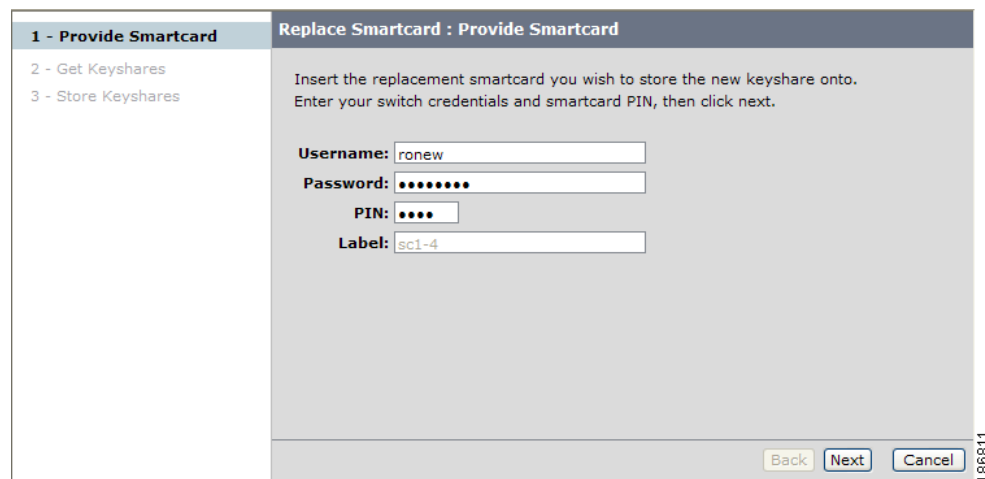 1 - Provide Smartcard
2 - Get Keyshares
3 - Store Keyshares
Replace Smartcard : Provide Smartcard
Insert the replacement smartcard you wish to store the new keyshare onto.
Enter your switch credentials and smartcard PIN, then click next.
Username: ronew
Password: ●●●●●●●●
PIN: ●●●●
Label: sc1-4
Back Next Cancel
186811